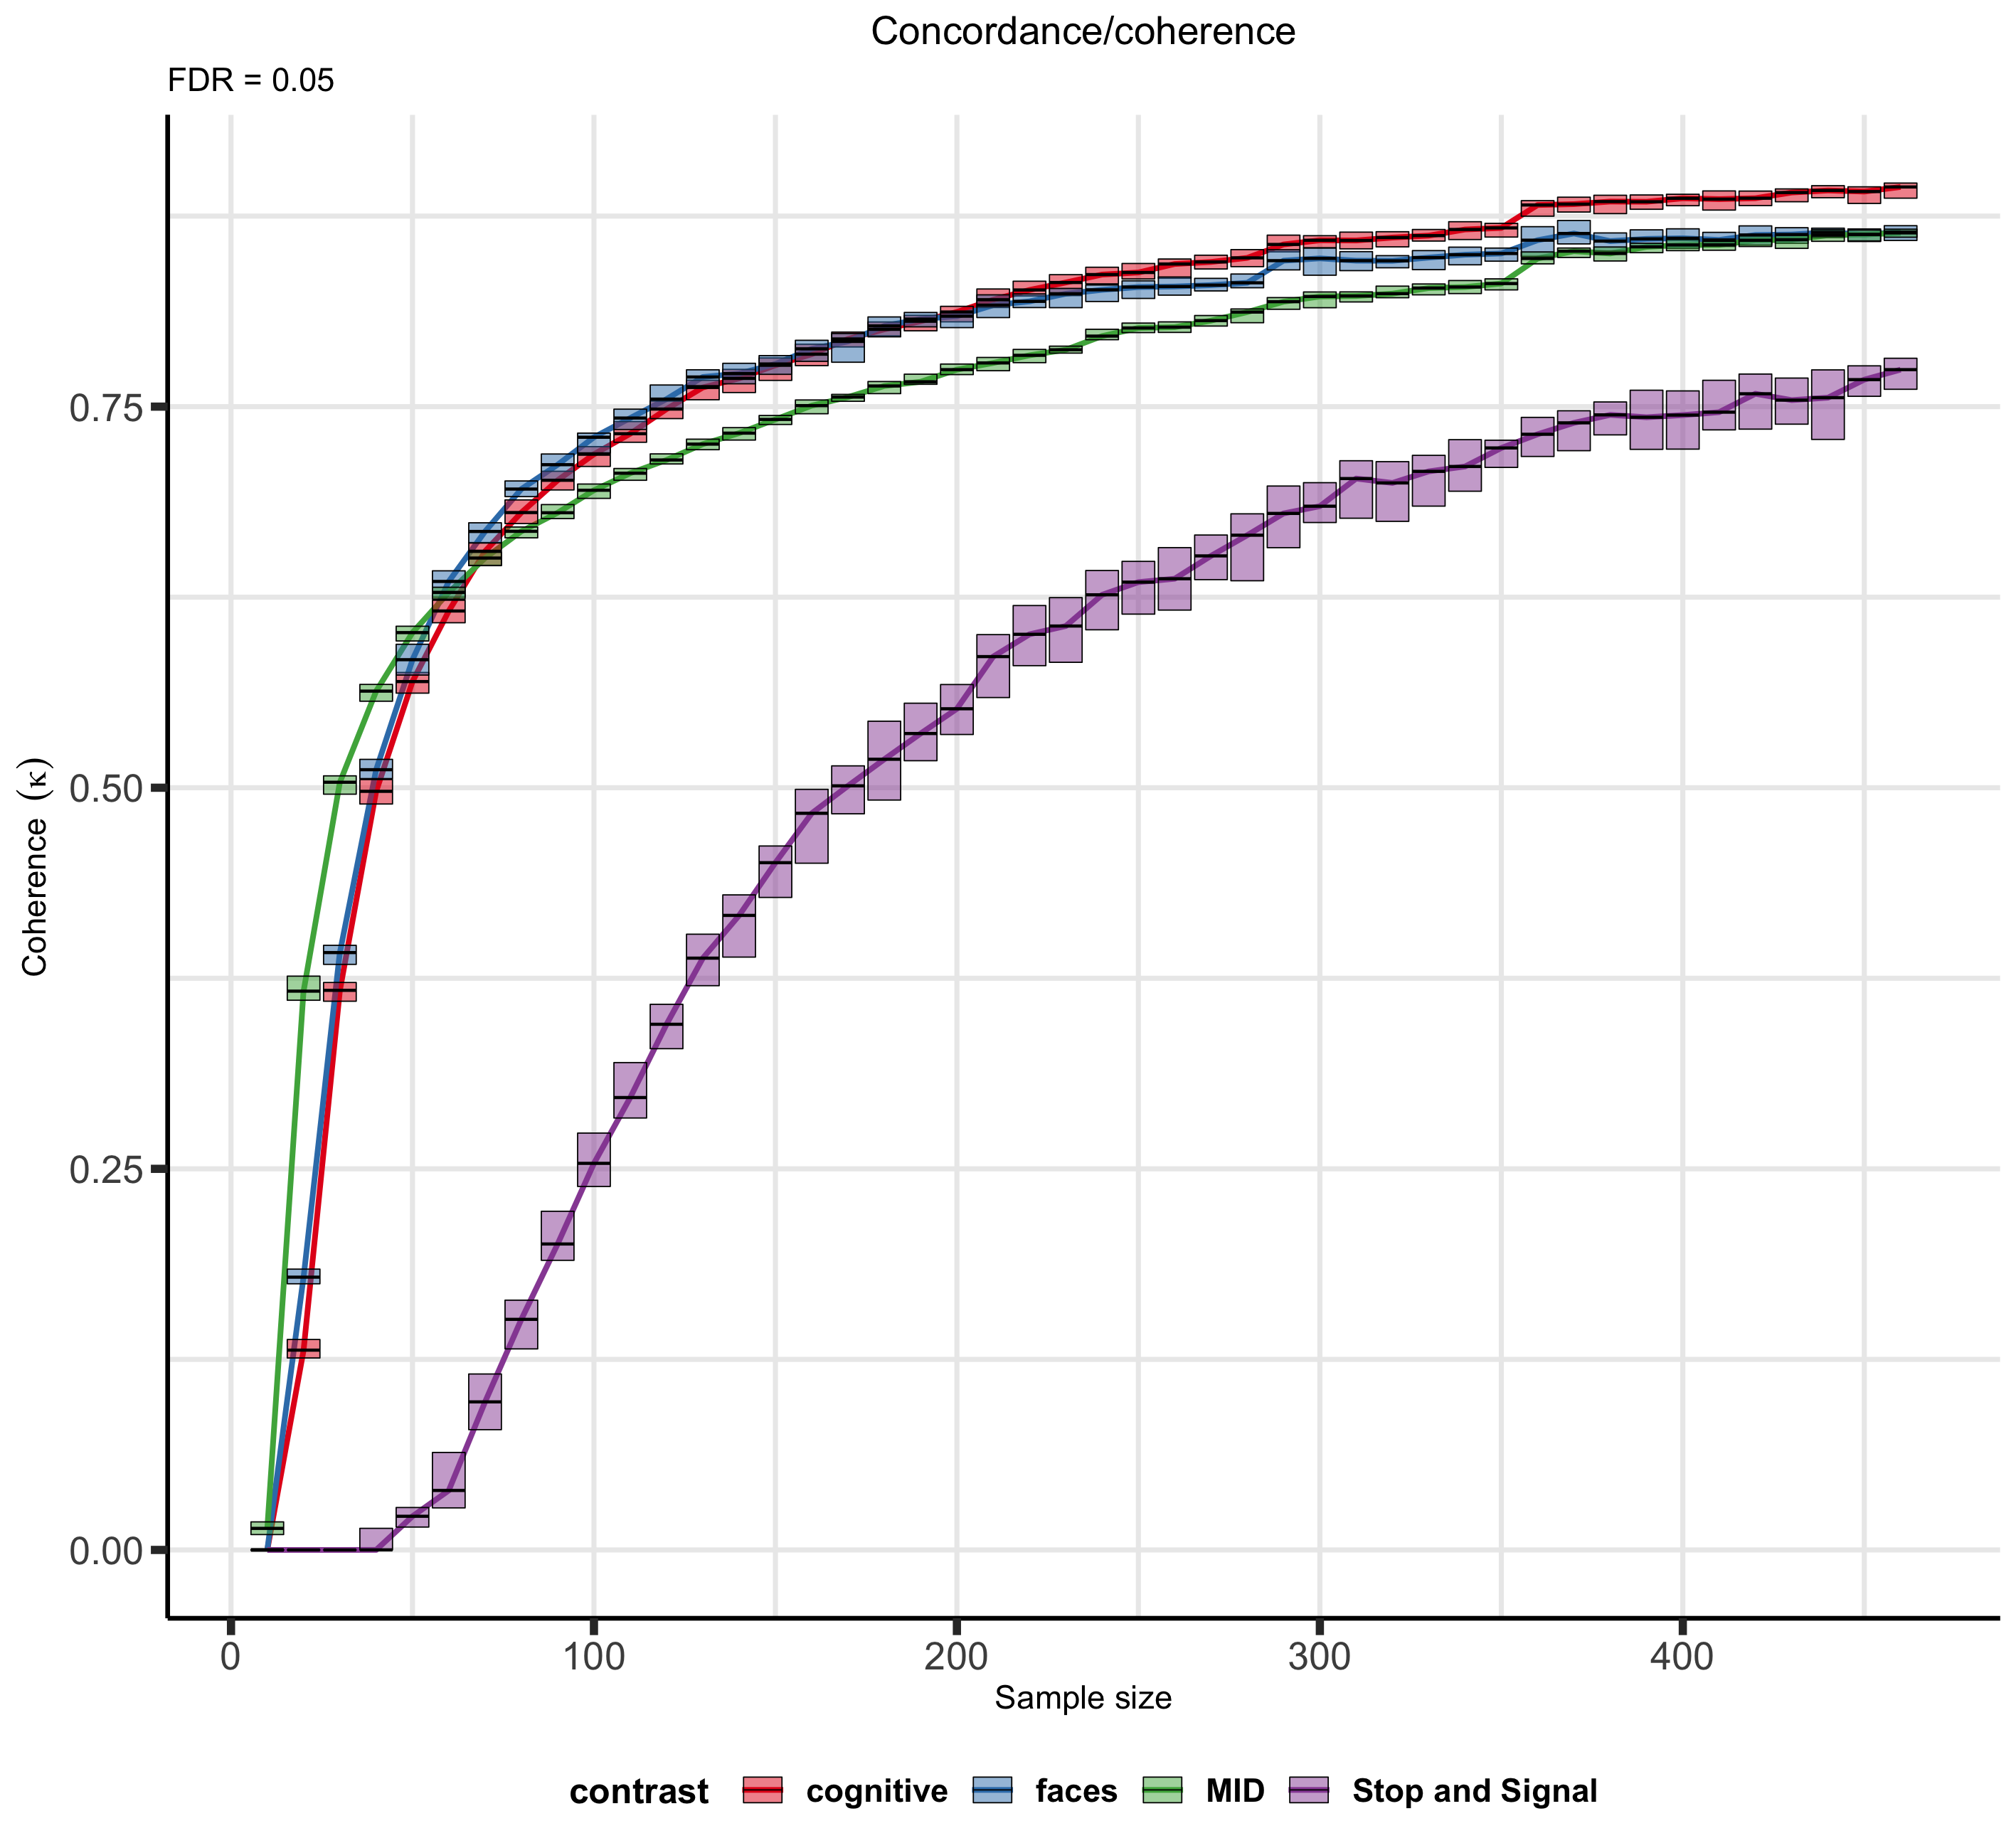 Concordance/coherence
FDR = 0.05
Coherence (κ)
0.75
0.50
0.25
0.00
0 100 200 300 400
Sample size
contrast cognitive faces MID Stop and Signal